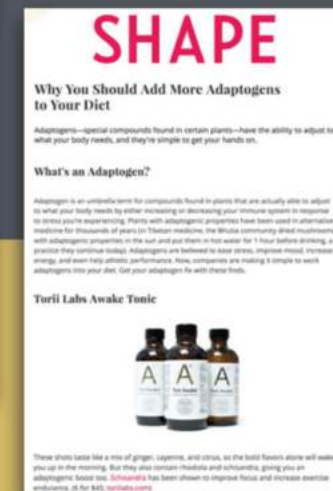 SHAPE
Why You Should Add More Adaptogens
to Your Diet
Adaptogens—special compounds found in certain plants—have the ability to adjust to
what your body needs, and they're simple to get your hands on.
What's an Adaptogen?
Adaptogen is an umbrella term for compounds found in plants that are actually able to adjust
to what your body needs by either increasing or decreasing your immune system in response
to stress you're experiencing. Plants with adaptogenic properties have been used in alternative
medicine for thousands of years (in Tibetan medicine, the Bhutia community dried mushrooms
with adaptogenic properties in the sun and put them in hot water for 1 hour before drinking, a
practice they continue today). Adaptogens are believed to ease stress, improve mood, increase
energy, and even help athletic performance. Now, companies are making it simple to work
adaptogens into your diet. Get your adaptogen fix with these finds.
Torii Labs Awake Tonic
A A A
These shots taste like a mix of ginger, cayenne, and citrus, so the bold flavors alone will wake
you up in the morning. But they also contain rhodiola and schisandra, giving you an
adaptogenic boost too. Schisandra has been shown to improve focus and increase exercise
endurance. (6 for $45; toriilabs.com)